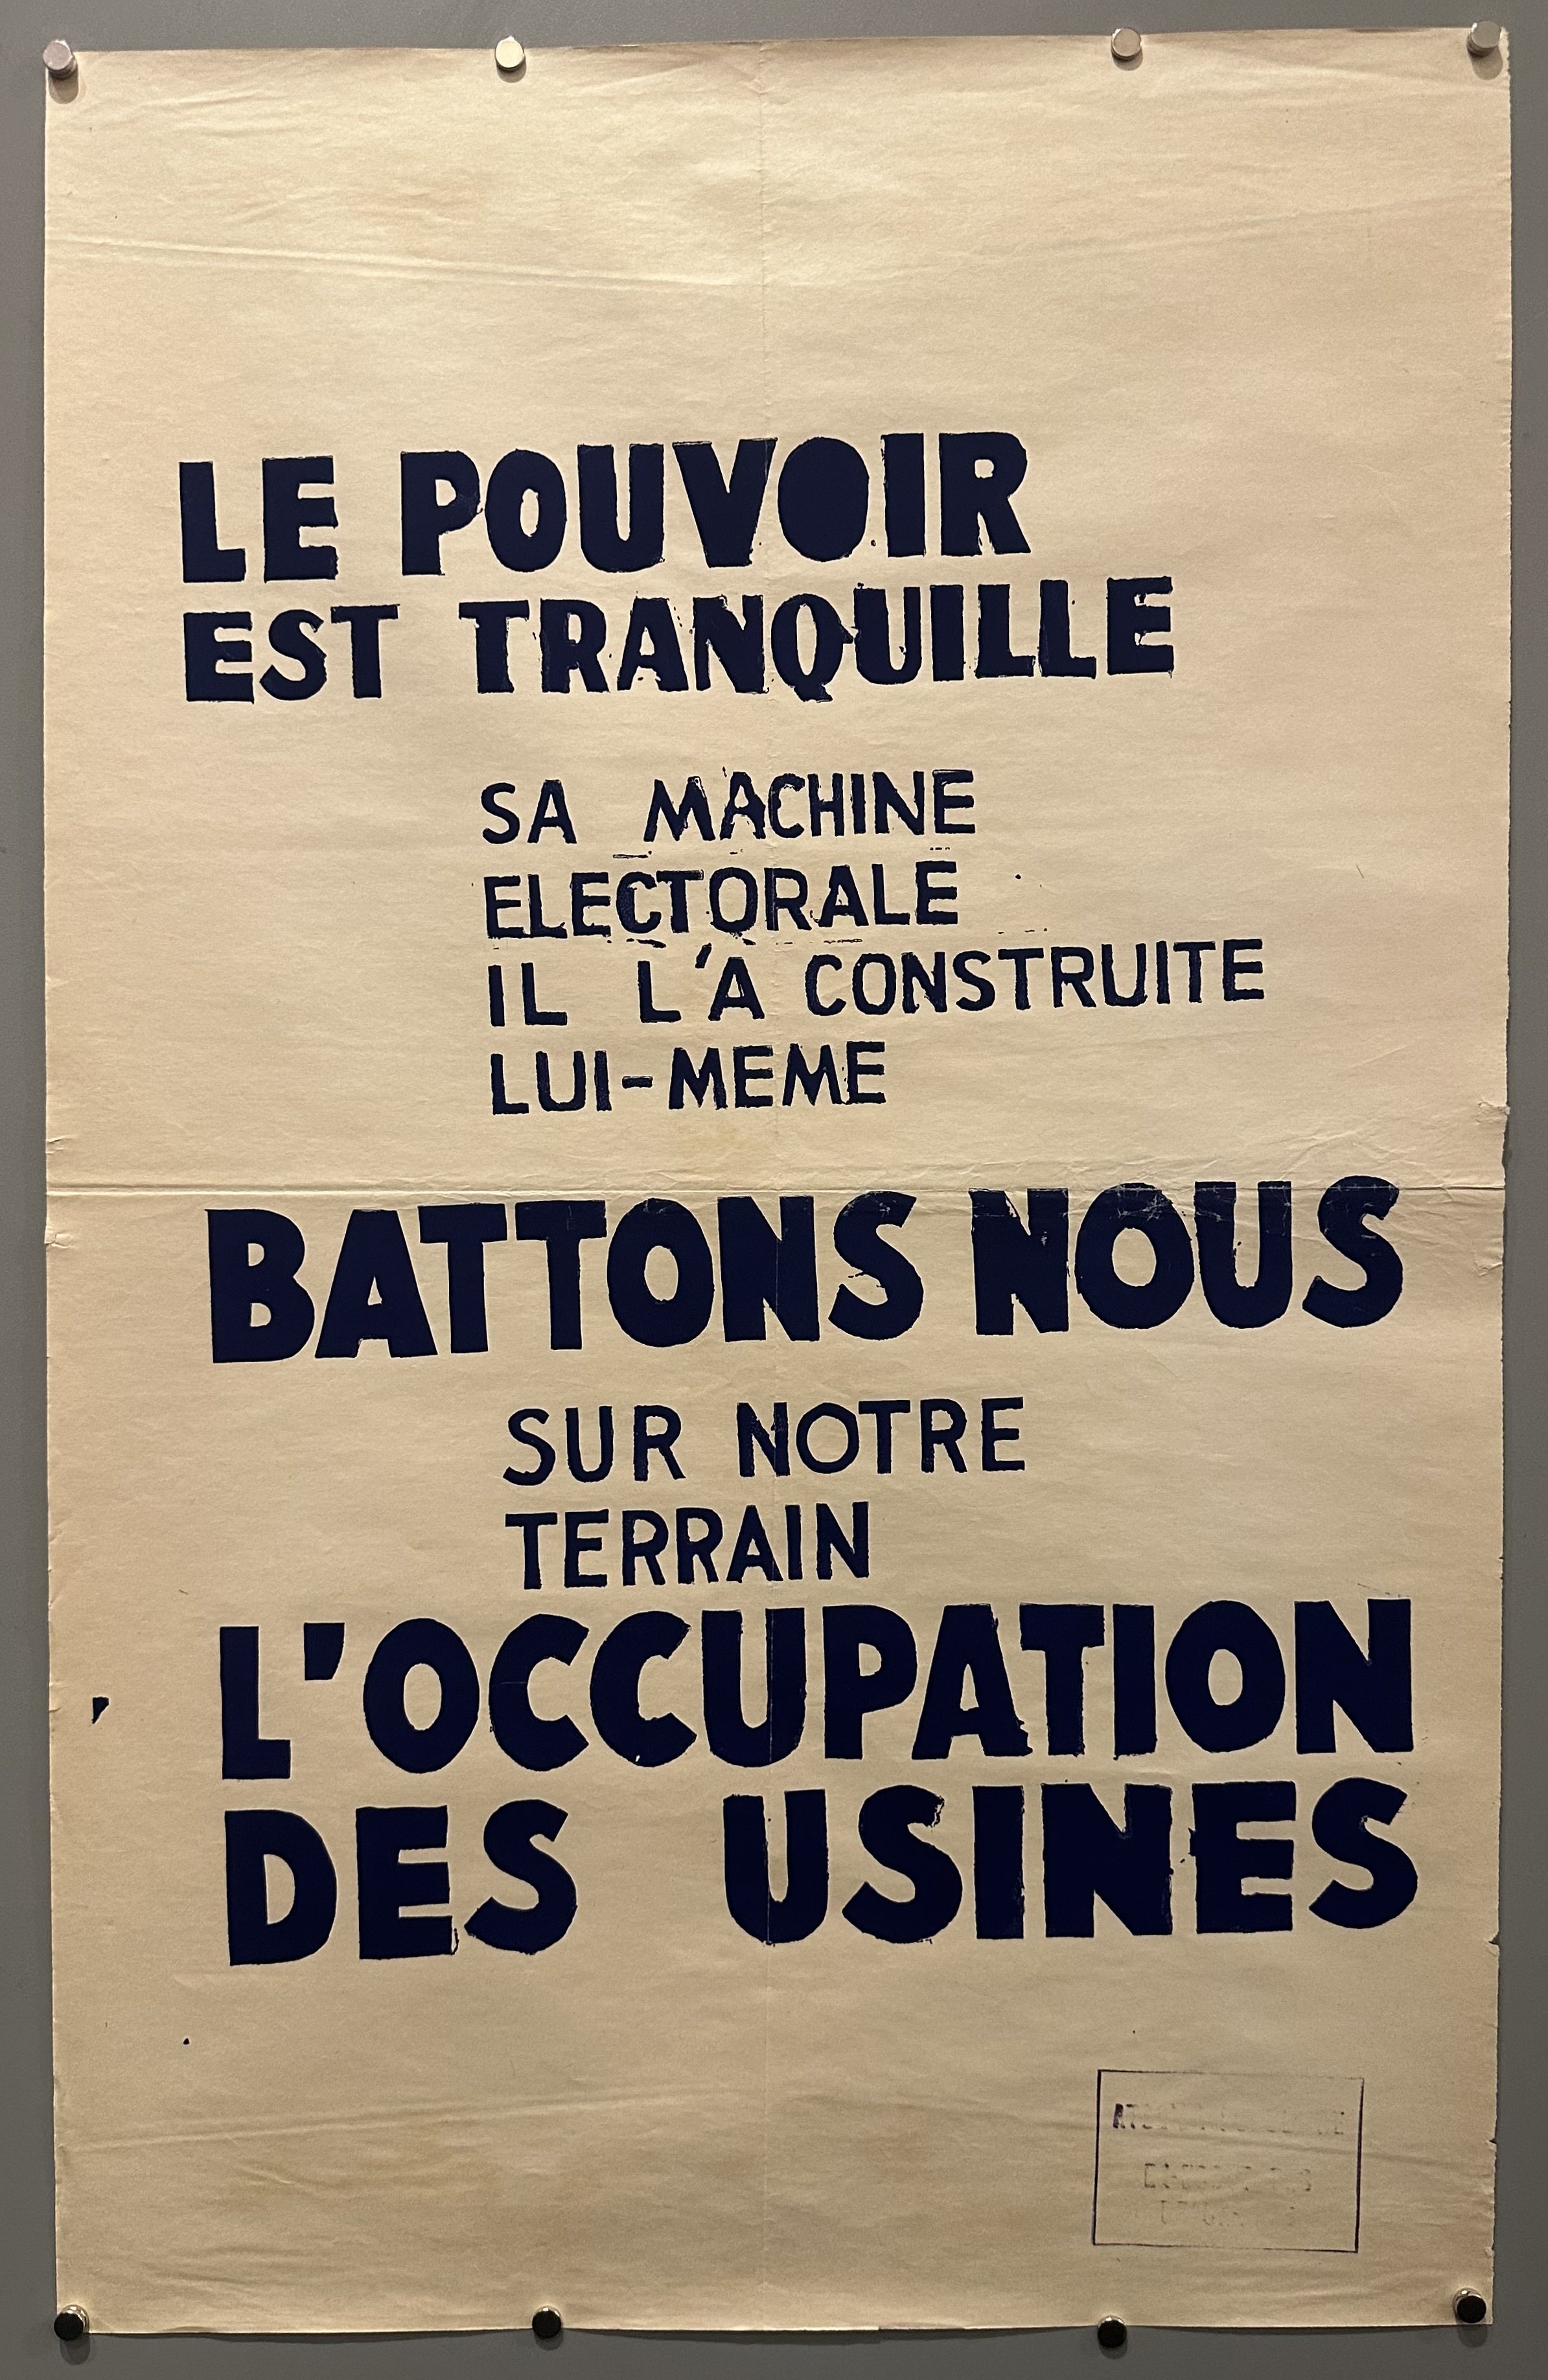 LE POUVOIR
EST TRANQUILLE
SA MACHINE
ELECTORALE
IL L'A CONSTRUITE
LUI-MEME
BATTONS NOUS
SUR NOTRE
TERRAIN
L'OCCUPATION
DES USINES